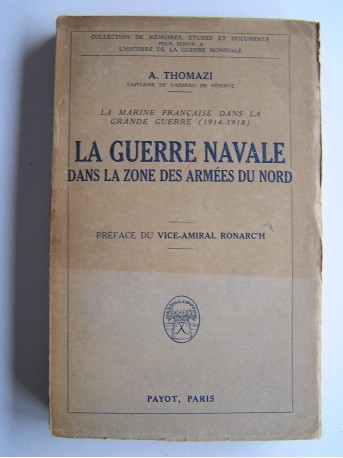 COLLECTION DE MÉMOIRES, ÉTUDES ET DOCUMENTS
POUR SERVIR A
L'HISTOIRE DE LA GUERRE MONDIALE
A. THOMAZI
CAPITAINE DE VAISSEAU DE RÉSERVE
LA MARINE FRANÇAISE DANS LA
GRANDE GUERRE (1914-1918)
LA GUERRE NAVALE
DANS LA ZONE DES ARMÉES DU NORD
PRÉFACE DU VICE-AMIRAL RONARC'H
PAYOT, PARIS